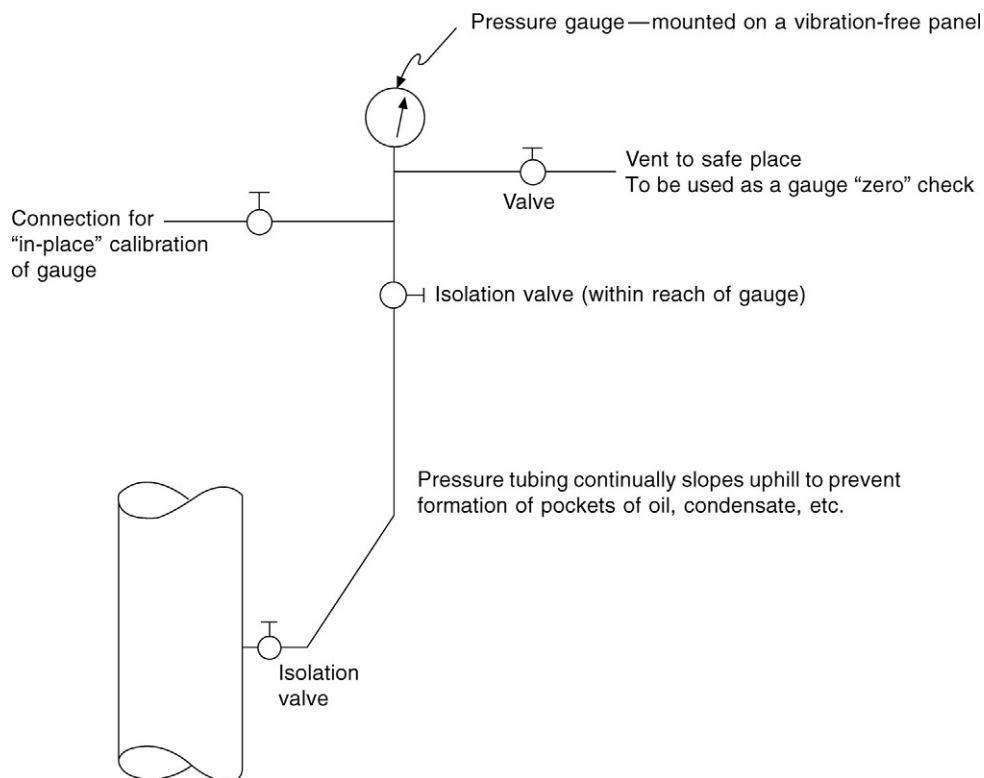 Pressure gauge—mounted on a vibration-free panel
Vent to safe place
To be used as a gauge “zero” check
Valve
Connection for
“in-place” calibration
of gauge
Isolation valve (within reach of gauge)
Pressure tubing continually slopes uphill to prevent
formation of pockets of oil, condensate, etc.
Isolation
valve